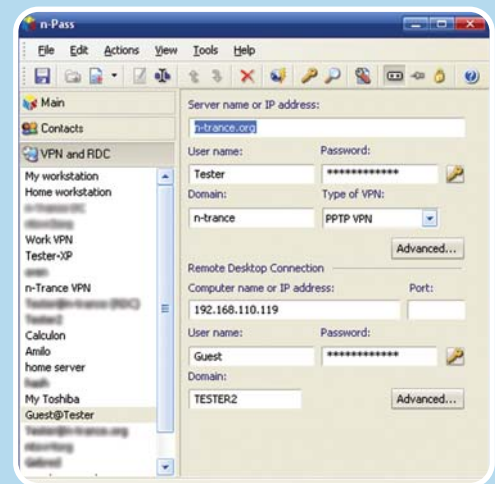 n-Pass
File Edit Actions View Tools Help
Main
Contacts
VPN and RDC
My workstation
Home workstation
Work VPN
Tester-XP
n-Trance VPN
Calculon
Amilo
home server
My Toshiba
Guest@Tester
Server name or IP address:
n-trance.org
User name: Password:
Tester ************
Domain: Type of VPN:
n-trance PPTP VPN
Advanced...
Remote Desktop Connection
Computer name or IP address: Port:
192.168.110.119
User name: Password:
Guest ************
Domain:
TESTER2 Advanced...